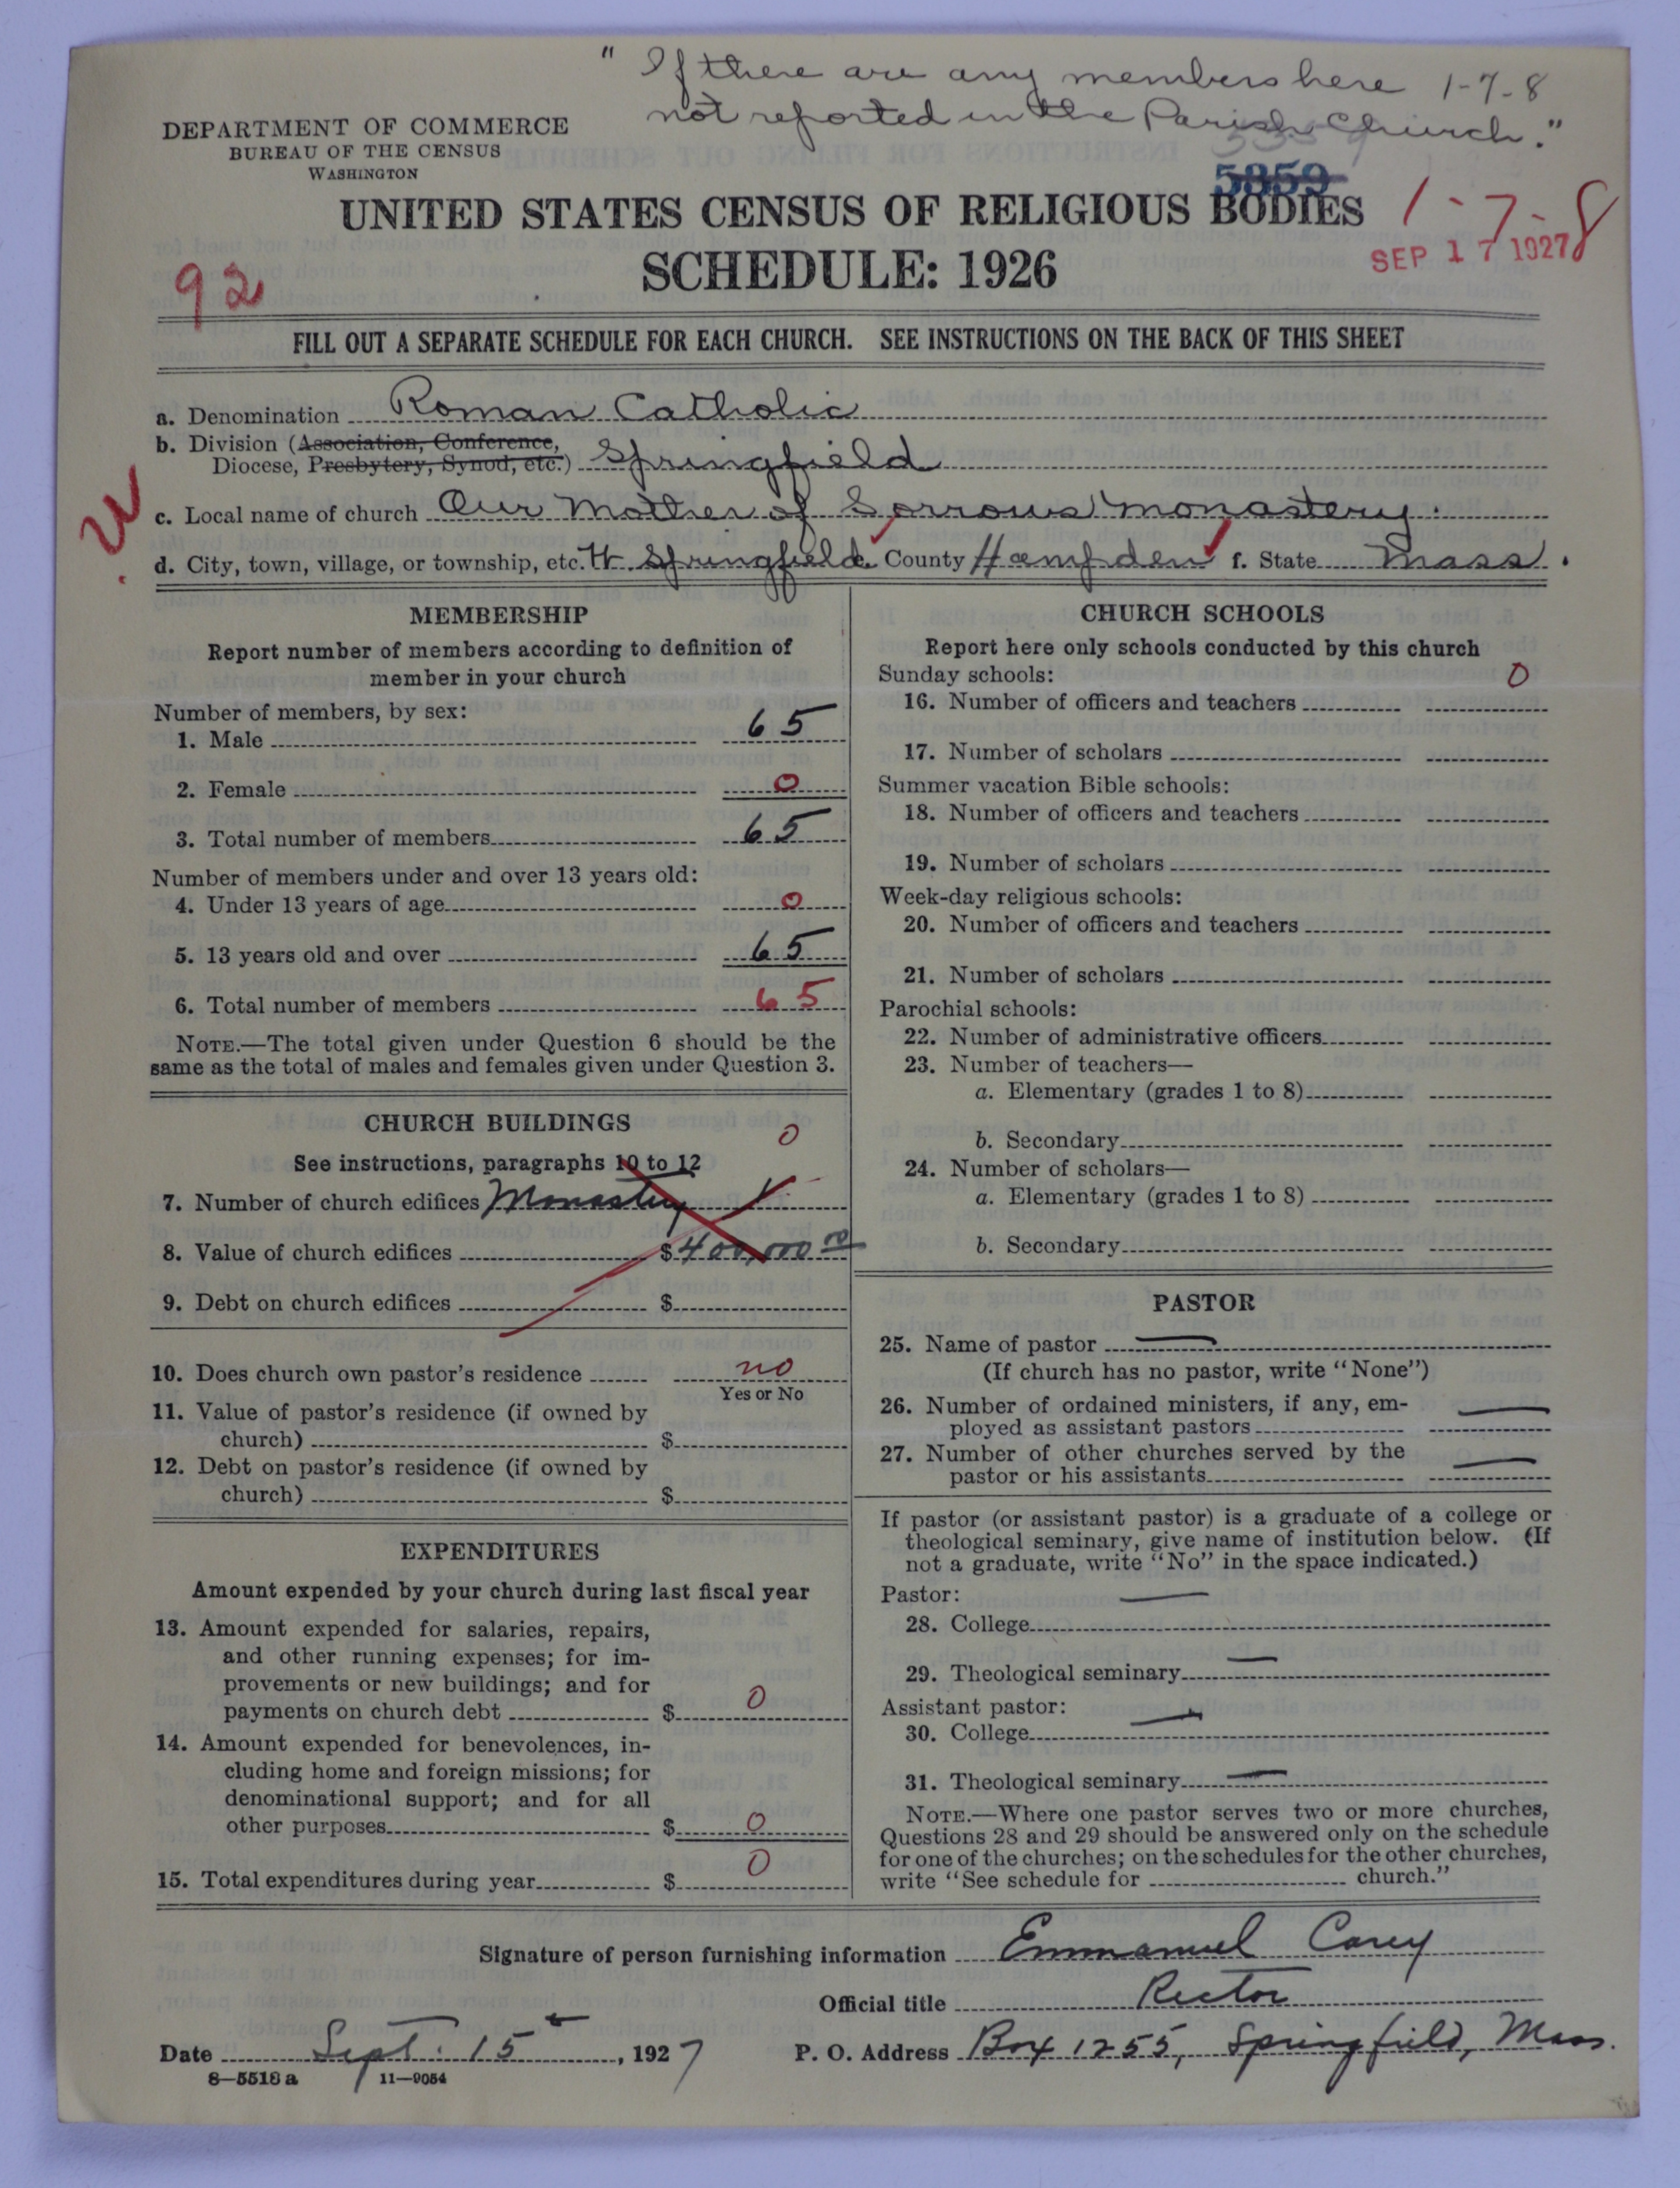 " If there are any members here 1-7-8
not reported in the Parish Church."
DEPARTMENT OF COMMERCE
BUREAU OF THE CENSUS
WASHINGTON
5859
UNITED STATES CENSUS OF RELIGIOUS BODIES
1-7-8
SEP 17 1927
SCHEDULE: 1926
92
FILL OUT A SEPARATE SCHEDULE FOR EACH CHURCH. SEE INSTRUCTIONS ON THE BACK OF THIS SHEET
a. Denomination Roman Catholic
b. Division (Association, Conference,
Diocese, Presbytery, Synod, etc.) Springfield
c. Local name of church Our Mother of Sorrows Monastery.
d. City, town, village, or township, etc. W. Springfield e. County Hampden f. State Mass.
MEMBERSHIP
Report number of members according to definition of
member in your church
Number of members, by sex:
1. Male 65
2. Female 0
3. Total number of members 65
Number of members under and over 13 years old:
4. Under 13 years of age 0
5. 13 years old and over 65
6. Total number of members 65
NOTE.—The total given under Question 6 should be the
same as the total of males and females given under Question 3.
CHURCH BUILDINGS
0
See instructions, paragraphs 10 to 12
7. Number of church edifices Monastery 1
8. Value of church edifices $ 400,000 00
9. Debt on church edifices $
10. Does church own pastor's residence no
Yes or No
11. Value of pastor's residence (if owned by
church) $
12. Debt on pastor's residence (if owned by
church) $
EXPENDITURES
Amount expended by your church during last fiscal year
13. Amount expended for salaries, repairs,
and other running expenses; for im-
provements or new buildings; and for
payments on church debt $ 0
14. Amount expended for benevolences, in-
cluding home and foreign missions; for
denominational support; and for all
other purposes $ 0
15. Total expenditures during year $ 0
CHURCH SCHOOLS
Report here only schools conducted by this church
Sunday schools: 0
16. Number of officers and teachers
17. Number of scholars
Summer vacation Bible schools:
18. Number of officers and teachers
19. Number of scholars
Week-day religious schools:
20. Number of officers and teachers
21. Number of scholars
Parochial schools:
22. Number of administrative officers
23. Number of teachers—
a. Elementary (grades 1 to 8)
b. Secondary
24. Number of scholars—
a. Elementary (grades 1 to 8)
b. Secondary
PASTOR
25. Name of pastor —
(If church has no pastor, write "None")
26. Number of ordained ministers, if any, em-
ployed as assistant pastors —
27. Number of other churches served by the
pastor or his assistants —
If pastor (or assistant pastor) is a graduate of a college or
theological seminary, give name of institution below. (If
not a graduate, write "No" in the space indicated.)
Pastor:
28. College —
29. Theological seminary —
Assistant pastor:
30. College —
31. Theological seminary —
NOTE.—Where one pastor serves two or more churches,
Questions 28 and 29 should be answered only on the schedule
for one of the churches; on the schedules for the other churches,
write "See schedule for church."
Signature of person furnishing information Emmanuel Carey
Official title Rector
Date Sept. 15, 1927
P. O. Address Box 1255, Springfield, Mass.
8—5518 a 11—9054